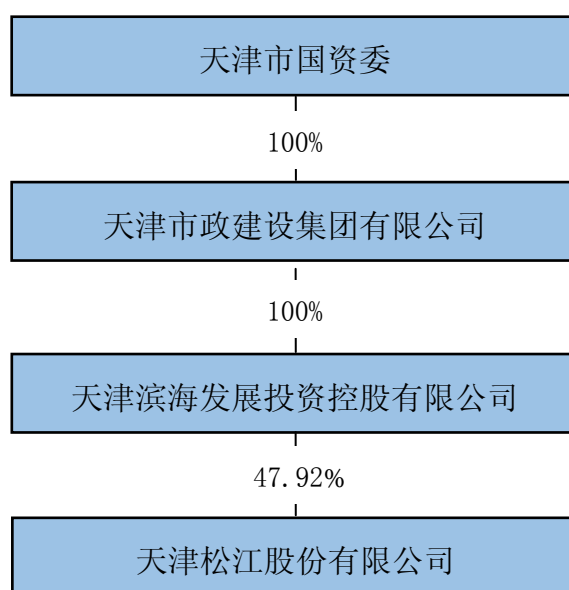 天津市国资委
100%
天津市政建设集团有限公司
100%
天津滨海发展投资控股有限公司
47.92%
天津松江股份有限公司